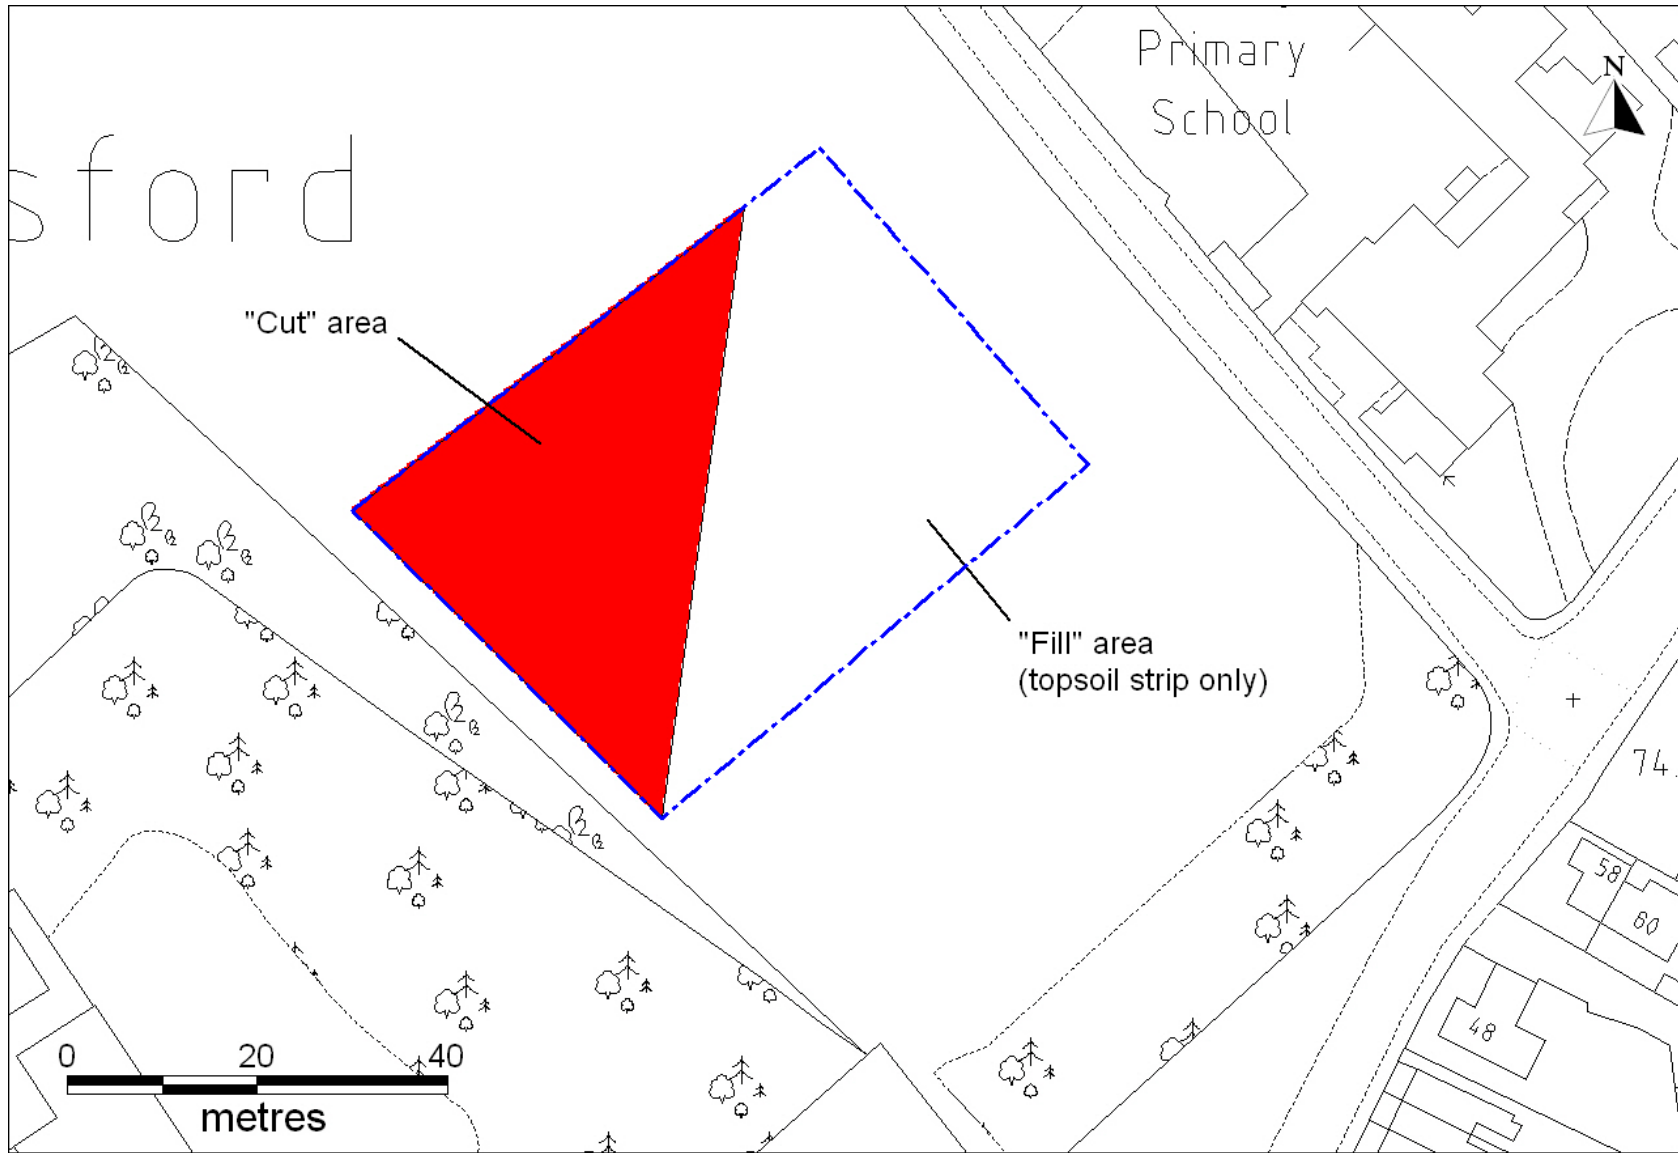 Primary
School
N
sford
"Cut" area
"Fill" area
(topsoil strip only)
74.
58
60
48
0 20 40
metres